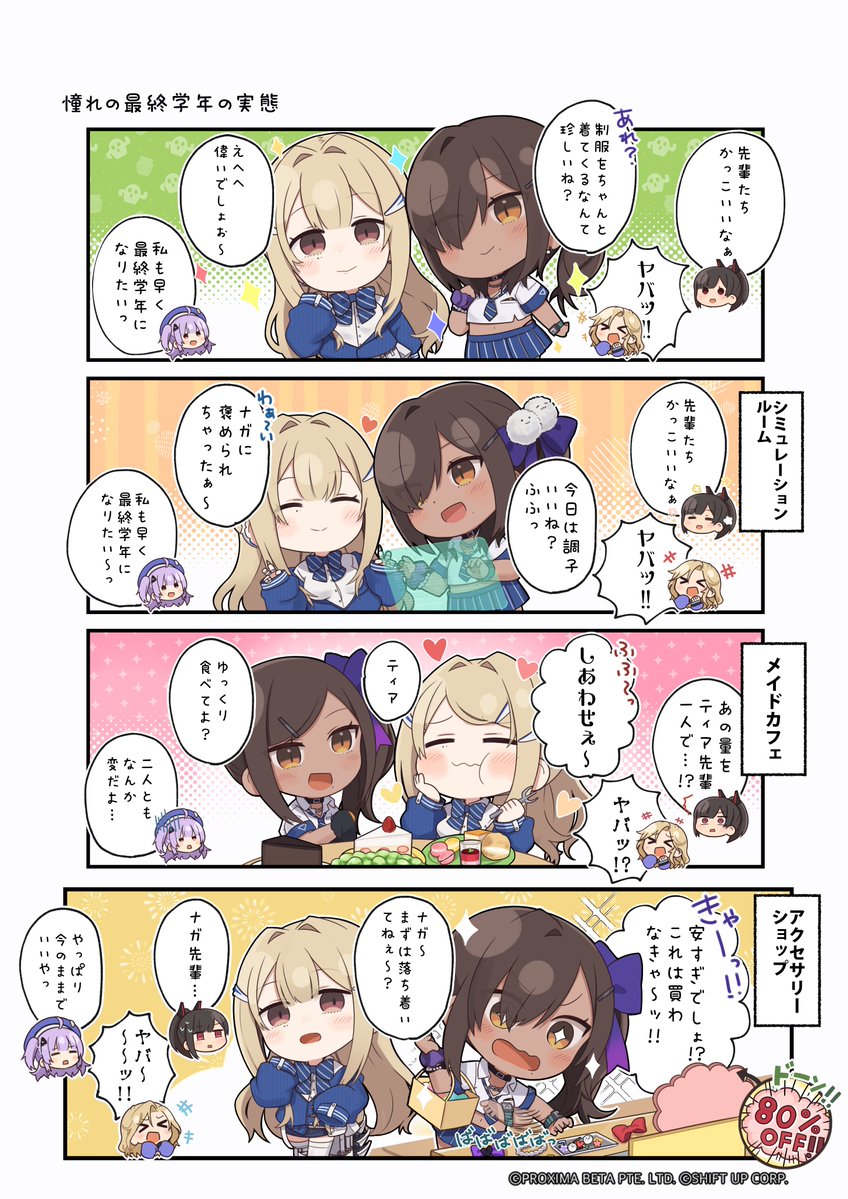 憧れの最終学年の実態
先輩たち
かっこいいなぁ
ヤバッ!!
あれ?
制服をちゃんと
着てくるなんて
珍しいね?
えへへ
偉いでしょぉ〜
私も早く
最終学年に
なりたいっ
シミュレーション
ルーム
先輩たち
かっこいいなぁ
ヤバッ!!
今日は調子
いいね?
ふふっ
わぁ〜い
ナガに
褒められ
ちゃったぁ〜
私も早く
最終学年に
なりたい〜っ
メイドカフェ
あの量を
ティア先輩
一人で…!?
ヤバッ!?
ふふ〜っ
しあわせぇ〜
ティア
ゆっくり
食べてよ?
二人とも
なんか
変だよ…
アクセサリー
ショップ
きゃーっ!!
安すぎでしょ!?
これは買わ
なきゃ〜ッ!!
ナガ〜
まずは落ち着い
てねぇ〜?
ナガ先輩…
ヤバ〜
〜〜ッ!!
やっぱり
今のままで
いいやっ
ばばばばばっ
ドーン!!
80%
OFF!!
©PROXIMA BETA PTE. LTD. ©SHIFT UP CORP.